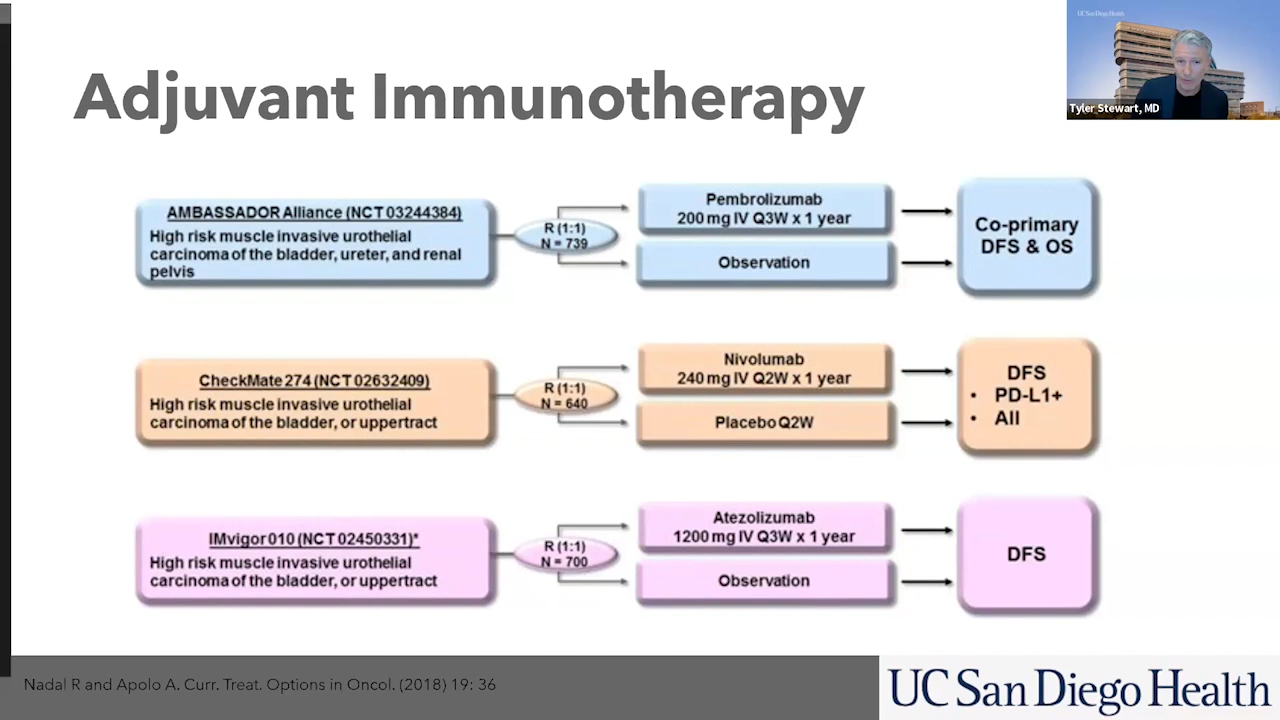 UC San Diego Health
Tyler Stewart, MD
Adjuvant Immunotherapy
AMBASSADOR Alliance (NCT 03244384)
High risk muscle invasive urothelial
carcinoma of the bladder, ureter, and renal
pelvis
R (1:1)
N = 739
Pembrolizumab
200 mg IV Q3W x 1 year
Observation
Co-primary
DFS & OS
CheckMate 274 (NCT 02632409)
High risk muscle invasive urothelial
carcinoma of the bladder, or uppertract
R (1:1)
N = 640
Nivolumab
240 mg IV Q2W x 1 year
Placebo Q2W
DFS
• PD-L1+
• All
IMvigor 010 (NCT 02450331)*
High risk muscle invasive urothelial
carcinoma of the bladder, or uppertract
R (1:1)
N = 700
Atezolizumab
1200 mg IV Q3W x 1 year
Observation
DFS
Nadal R and Apolo A. Curr. Treat. Options in Oncol. (2018) 19: 36
UC San Diego Health